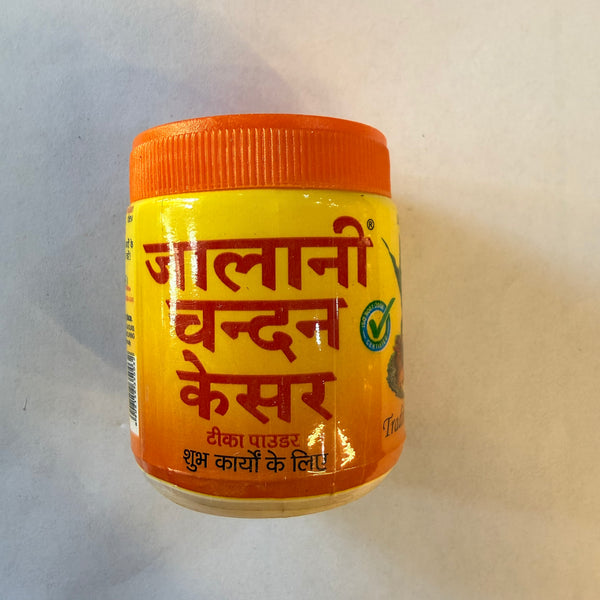 जालानी®
चन्दन
केसर
टीका पाउडर
शुभ कार्यों के लिए